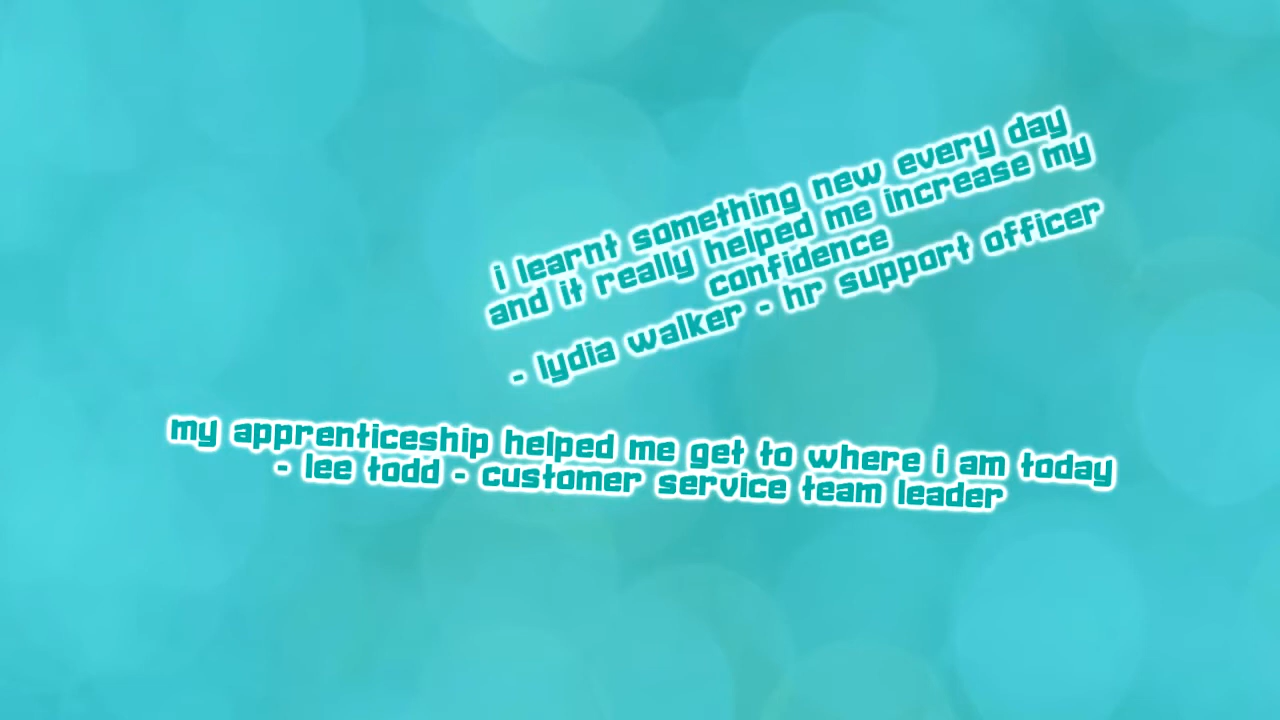 i learnt something new every day
and it really helped me increase my
confidence
- lydia walker - hr support officer
my apprenticeship helped me get to where i am today
- lee todd - customer service team leader